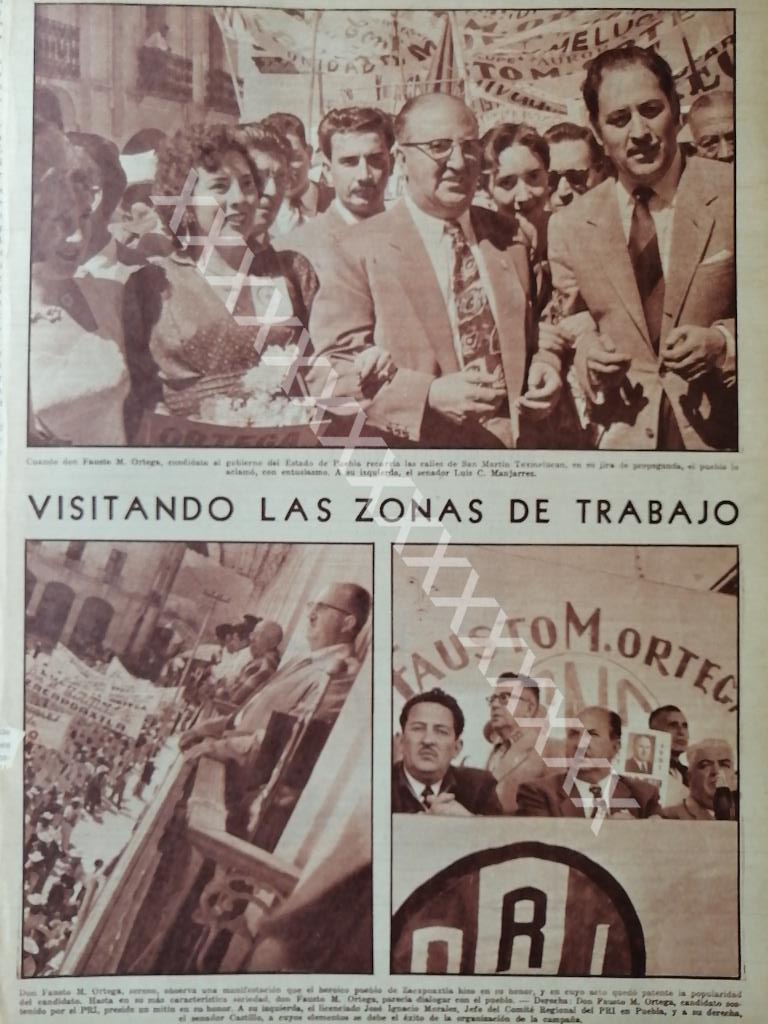 MELUC
TOM
ORTEGA
Cuando don Fausto M. Ortega, candidato al gobierno del Estado de Puebla recorría las calles de San Martín Texmelucan, en su jira de propaganda, el pueblo lo
aclamó, con entusiasmo. A su izquierda, el senador Luis C. Manjarrez.
VISITANDO LAS ZONAS DE TRABAJO
FAUSTO M. ORTEGA
PRI
Don Fausto M. Ortega, sereno, observa una manifestación que el heroico pueblo de Zacapoaxtla hizo en su honor, y en cuyo acto quedó patente la popularidad
del candidato. Hasta en su más característica seriedad, don Fausto M. Ortega, parecía dialogar con el pueblo. — Derecha: Don Fausto M. Ortega, candidato sos-
tenido por el PRI, preside un mitin en su honor. A su izquierda, el licenciado José Ignacio Morales, Jefe del Comité Regional del PRI en Puebla, y a su derecha,
el senador Castillo, a cuyos elementos se debe el éxito de la organización de la campaña.